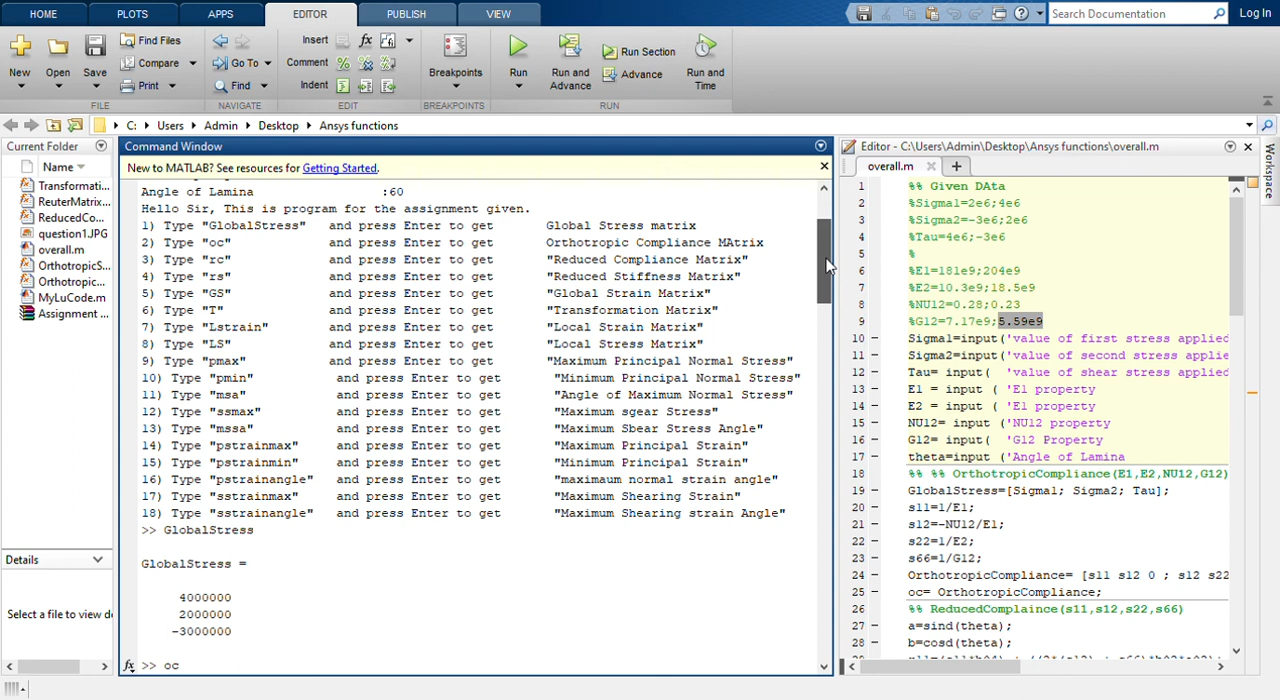 HOME PLOTS APPS EDITOR PUBLISH VIEW Search Documentation Log In
New Open Save Find Files Compare Print
Go To Find
Insert Comment Indent
Breakpoints
Run Run and Advance Run Section Advance Run and Time
FILE NAVIGATE EDIT BREAKPOINTS RUN
C: Users Admin Desktop Ansys functions
Current Folder
Name
Transformati...
ReuterMatrix...
ReducedCo...
question1.JPG
overall.m
OrthotropicS...
Orthotropic...
MyLuCode.m
Assignment ...
Details
Select a file to view d
Command Window
New to MATLAB? See resources for Getting Started.
Angle of Lamina :60
Hello Sir, This is program for the assignment given.
1) Type "GlobalStress" and press Enter to get Global Stress matrix
2) Type "oc" and press Enter to get Orthotropic Compliance MAtrix
3) Type "rc" and press Enter to get "Reduced Compliance Matrix"
4) Type "rs" and press Enter to get "Reduced Stiffness Matrix"
5) Type "GS" and press Enter to get "Global Strain Matrix"
6) Type "T" and press Enter to get "Transformation Matrix"
7) Type "Lstrain" and press Enter to get "Local Strain Matrix"
8) Type "LS" and press Enter to get "Local Stress Matrix"
9) Type "pmax" and press Enter to get "Maximum Principal Normal Stress"
10) Type "pmin" and press Enter to get "Minimum Principal Normal Stress"
11) Type "msa" and press Enter to get "Angle of Maximum Normal Stress"
12) Type "ssmax" and press Enter to get "Maximum sgear Stress"
13) Type "mssa" and press Enter to get "Maximum Sbear Stress Angle"
14) Type "pstrainmax" and press Enter to get "Maximum Principal Strain"
15) Type "pstrainmin" and press Enter to get "Minimum Principal Strain"
16) Type "pstrainangle" and press Enter to get "maximaum normal strain angle"
17) Type "sstrainmax" and press Enter to get "Maximum Shearing Strain"
18) Type "sstrainangle" and press Enter to get "Maximum Shearing strain Angle"
>> GlobalStress
GlobalStress =
4000000
2000000
-3000000
fx >> oc
Editor - C:\Users\Admin\Desktop\Ansys functions\overall.m
overall.m
1 %% Given DAta
2 %Sigma1=2e6;4e6
3 %Sigma2=-3e6;2e6
4 %Tau=4e6;-3e6
5 %
6 %E1=181e9;204e9
7 %E2=10.3e9;18.5e9
8 %NU12=0.28;0.23
9 %G12=7.17e9;5.59e9
10 Sigma1=input('value of first stress applied
11 Sigma2=input('value of second stress applie
12 Tau= input( 'value of shear stress applied
13 E1 = input ( 'E1 property
14 E2 = input ( 'E1 property
15 NU12= input ('NU12 property
16 G12= input( 'G12 Property
17 theta=input ('Angle of Lamina
18 %% %% OrthotropicCompliance(E1,E2,NU12,G12)
19 GlobalStress=[Sigma1; Sigma2; Tau];
20 s11=1/E1;
21 s12=-NU12/E1;
22 s22=1/E2;
23 s66=1/G12;
24 OrthotropicCompliance= [s11 s12 0 ; s12 s22
25 oc= OrthotropicCompliance;
26 %% ReducedComplaince(s11,s12,s22,s66)
27 a=sind(theta);
28 b=cosd(theta);
Workspace